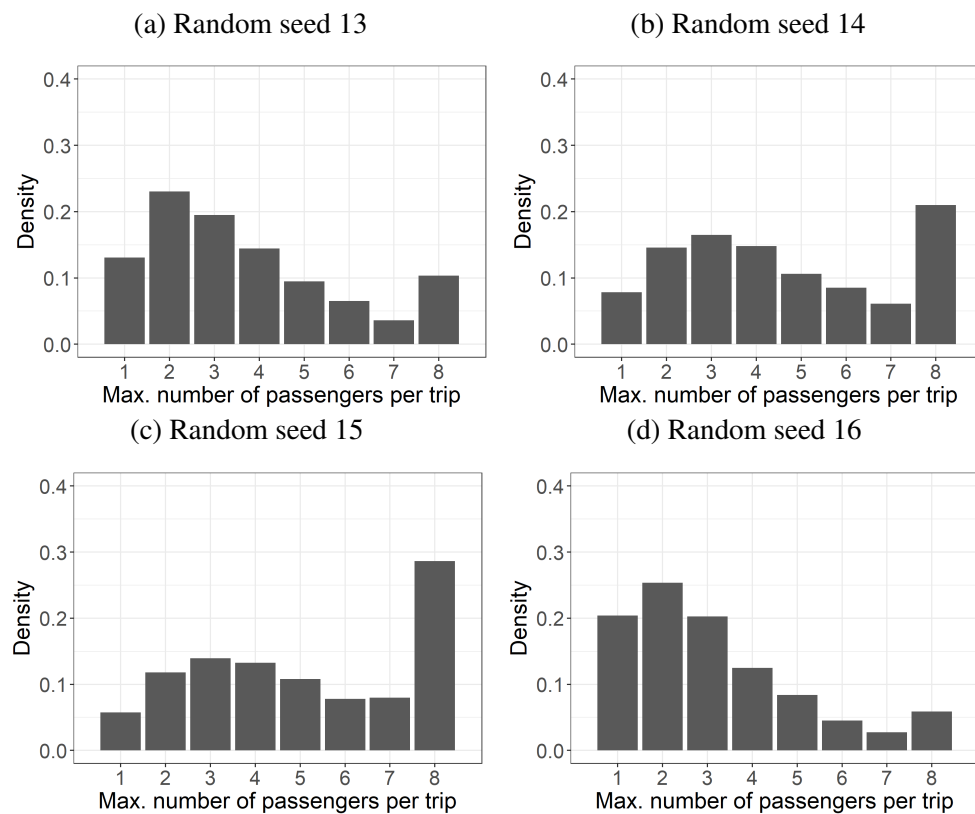 (a) Random seed 13
0.4
0.3
0.2
0.1
0.0
Density
1 2 3 4 5 6 7 8
Max. number of passengers per trip
(b) Random seed 14
0.4
0.3
0.2
0.1
0.0
Density
1 2 3 4 5 6 7 8
Max. number of passengers per trip
(c) Random seed 15
0.4
0.3
0.2
0.1
0.0
Density
1 2 3 4 5 6 7 8
Max. number of passengers per trip
(d) Random seed 16
0.4
0.3
0.2
0.1
0.0
Density
1 2 3 4 5 6 7 8
Max. number of passengers per trip